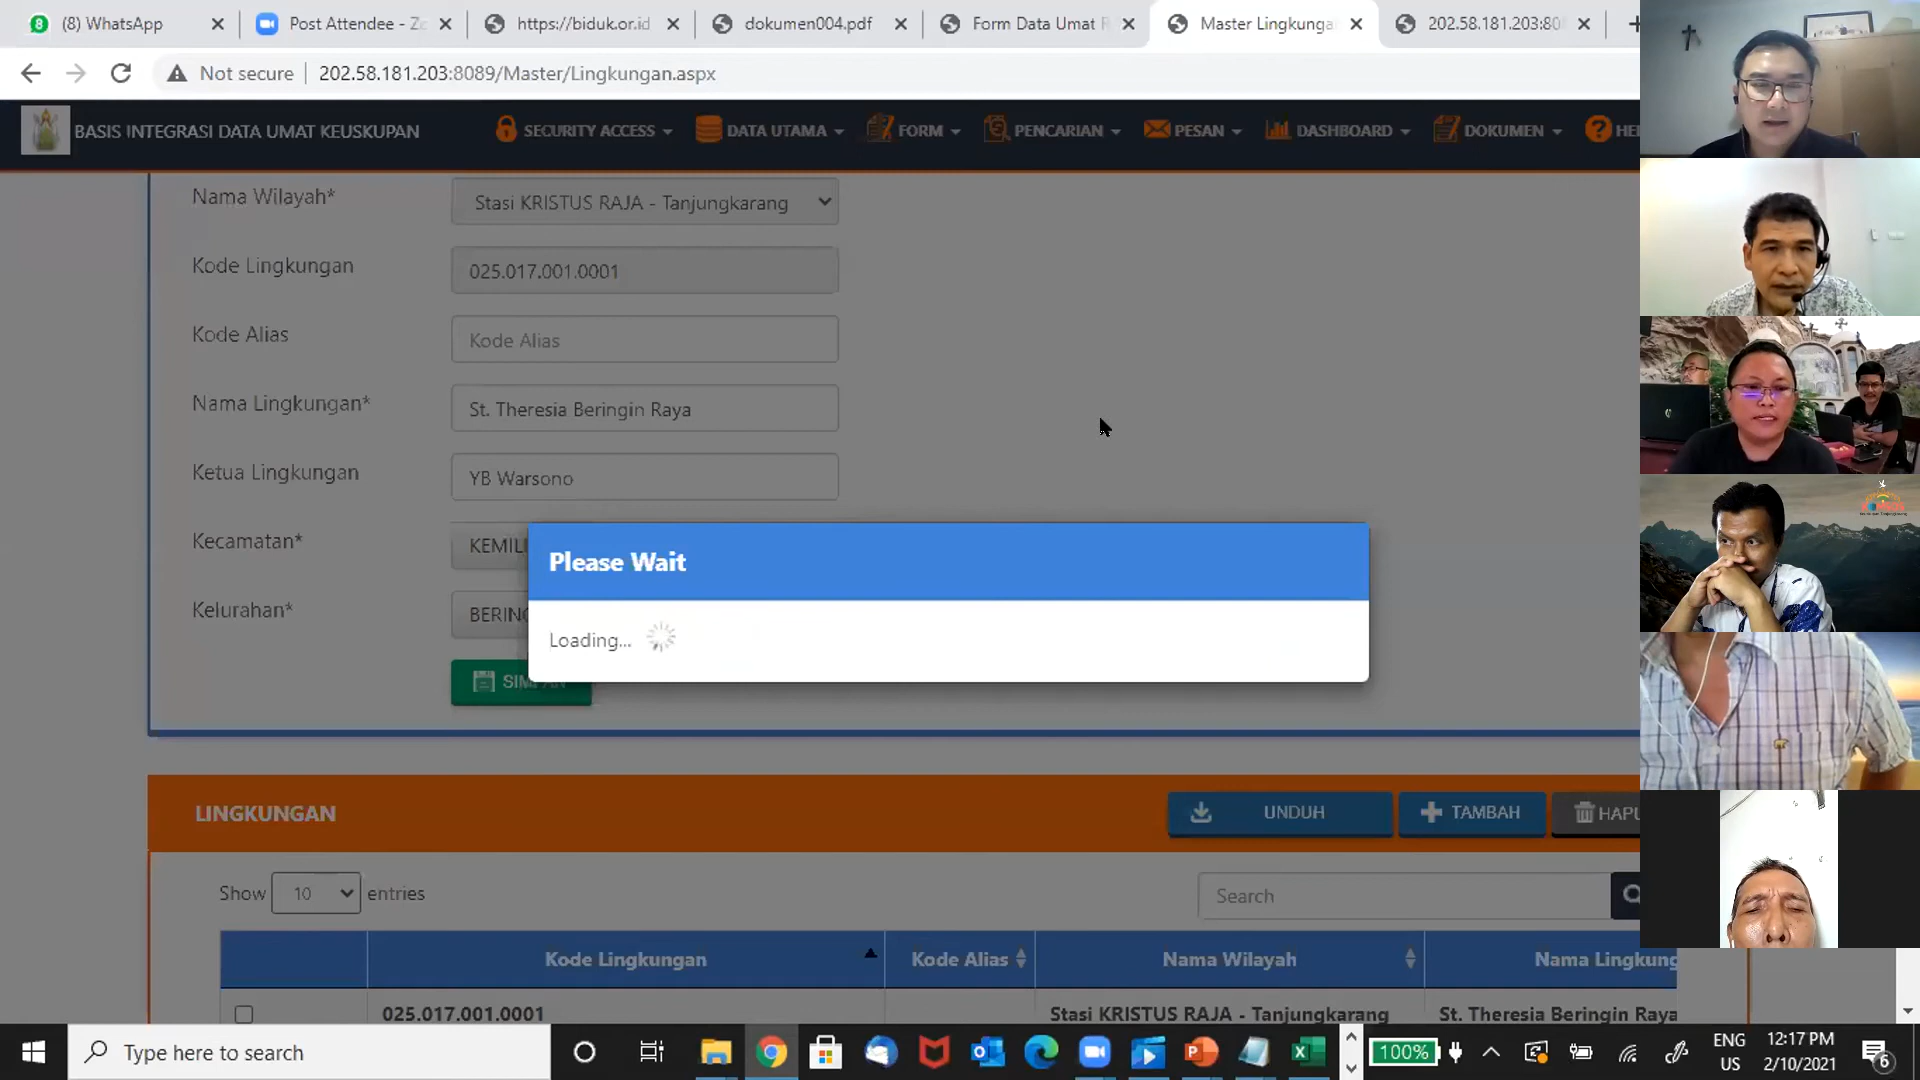 (8) WhatsApp
Post Attendee - Zo
https://biduk.or.id
dokumen004.pdf
Form Data Umat
Master Lingkungan
202.58.181.203:808
Not secure
202.58.181.203:8089/Master/Lingkungan.aspx
BASIS INTEGRASI DATA UMAT KEUSKUPAN
SECURITY ACCESS
DATA UTAMA
FORM
PENCARIAN
PESAN
DASHBOARD
DOKUMEN
Nama Wilayah*
Stasi KRISTUS RAJA - Tanjungkarang
Kode Lingkungan
025.017.001.0001
Kode Alias
Kode Alias
Nama Lingkungan*
St. Theresia Beringin Raya
Ketua Lingkungan
YB Warsono
Kecamatan*
KEMIL
Kelurahan*
BERIN
SIMPAN
Please Wait
Loading...
LINGKUNGAN
UNDUH
TAMBAH
HAPU
Show 10 entries
Search
Kode Lingkungan
Kode Alias
Nama Wilayah
Nama Lingkung
025.017.001.0001
Stasi KRISTUS RAJA - Tanjungkarang
St. Theresia Beringin Raya
Type here to search
100%
ENG
US
12:17 PM
2/10/2021
6